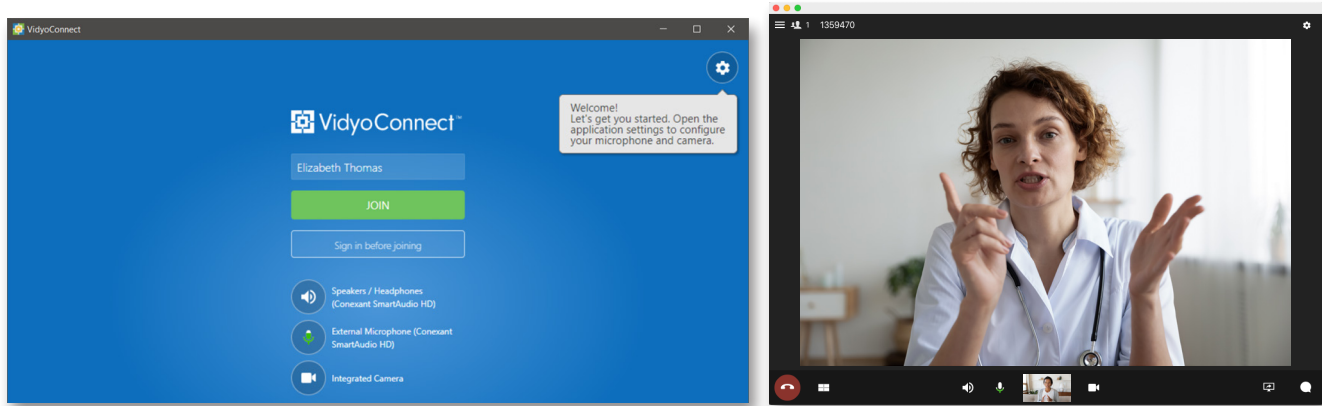 VidyoConnect
VidyoConnect™
Elizabeth Thomas
JOIN
Sign in before joining
Speakers / Headphones
(Conexant SmartAudio HD)
External Microphone (Conexant
SmartAudio HD)
Integrated Camera
Welcome!
Let's get you started. Open the
application settings to configure
your microphone and camera.
1 1359470